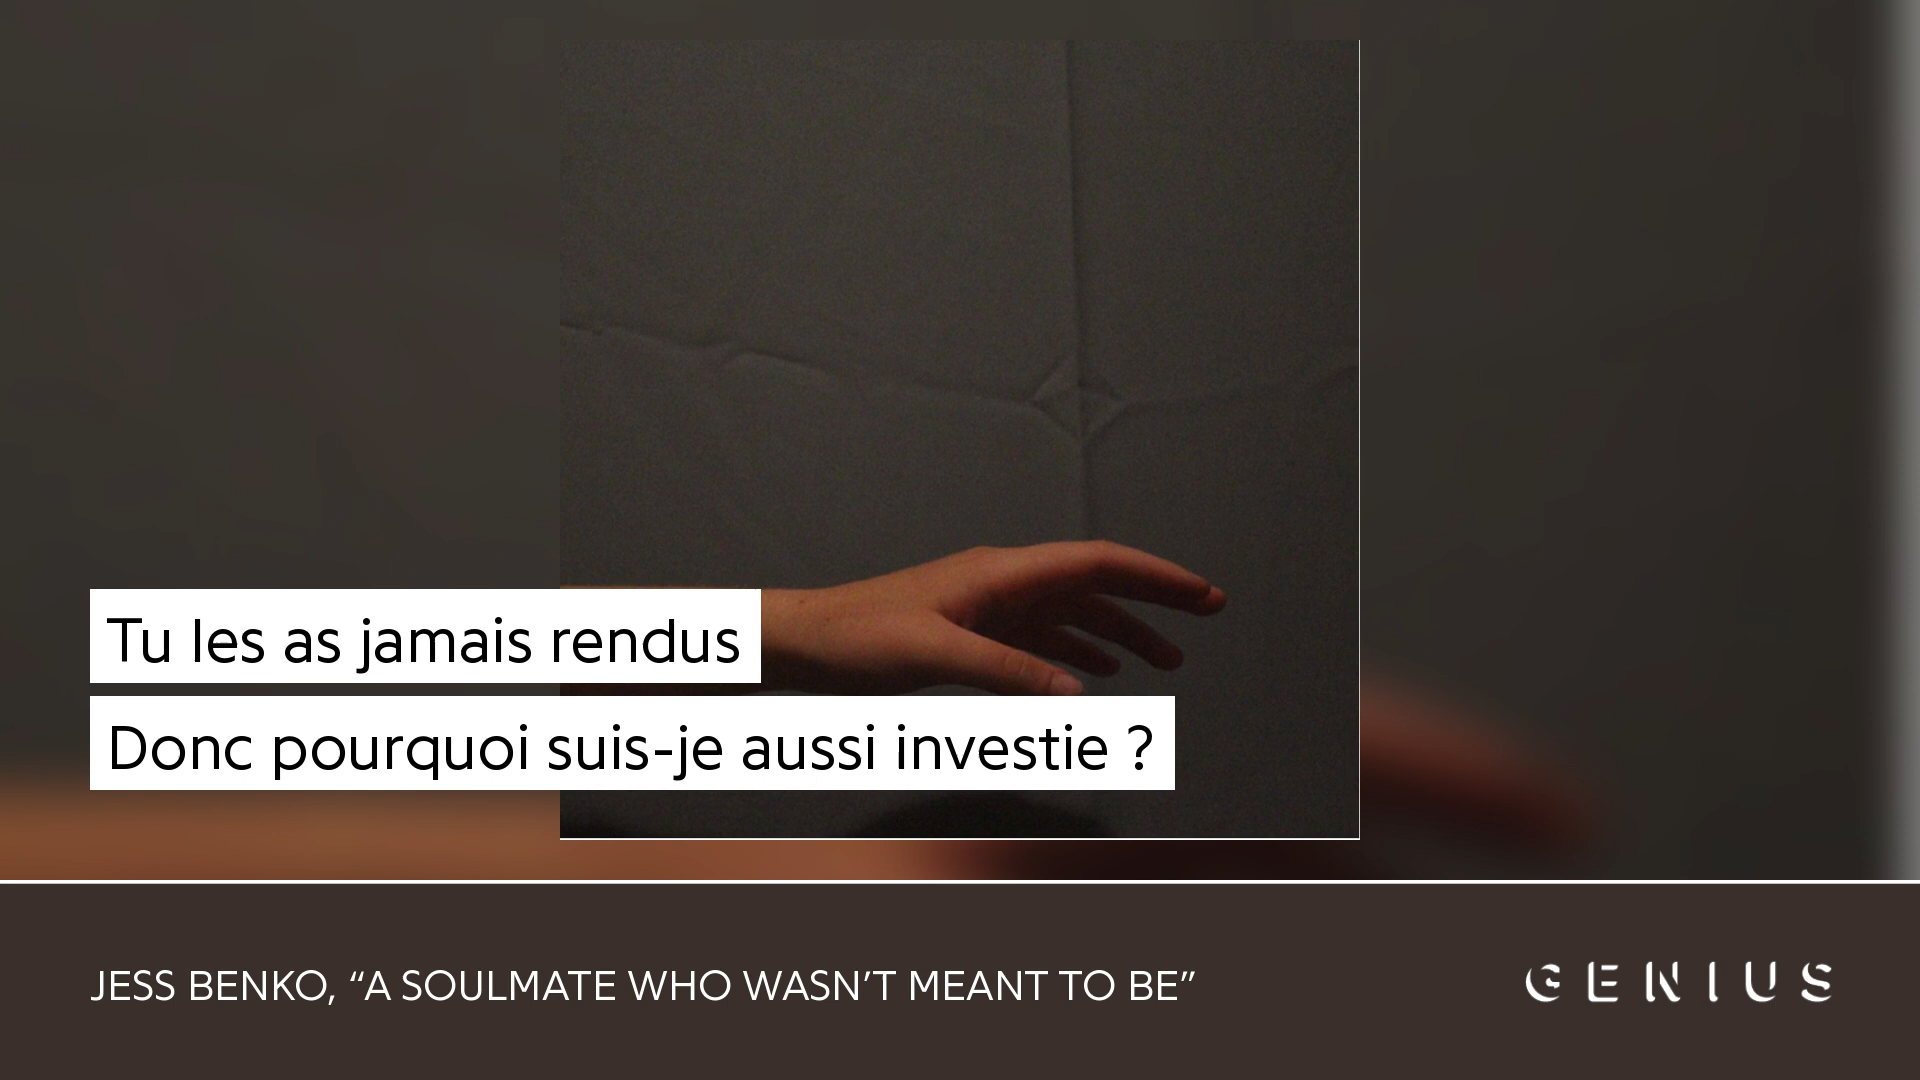 Tu les as jamais rendus
Donc pourquoi suis-je aussi investie ?
JESS BENKO, “A SOULMATE WHO WASN’T MEANT TO BE”
GENIUS